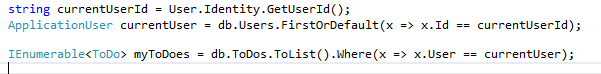 string currentUserId = User.Identity.GetUserId();
ApplicationUser currentUser = db.Users.FirstOrDefault(x => x.Id == currentUserId);
IEnumerable<ToDo> myToDoes = db.ToDos.ToList().Where(x => x.User == currentUser);